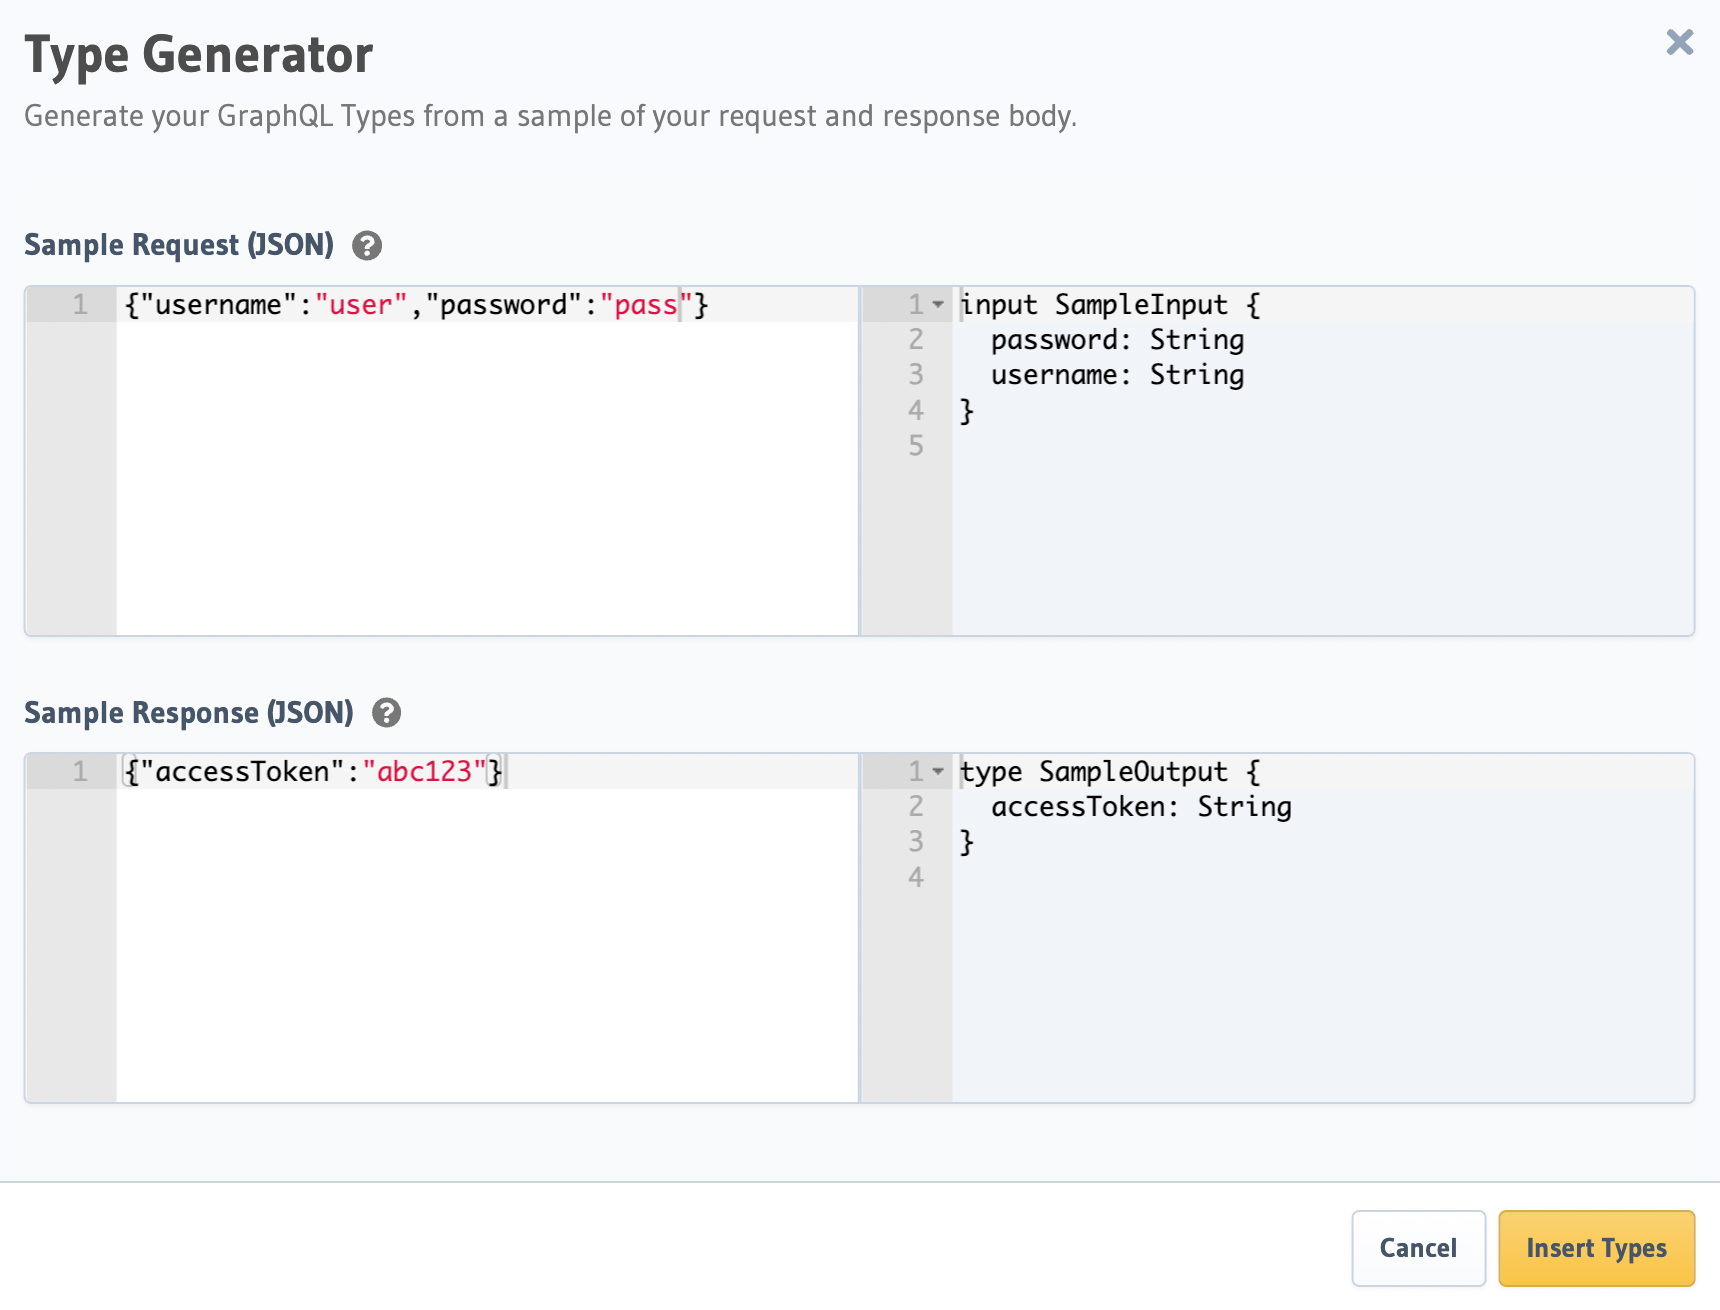 Type Generator
Generate your GraphQL Types from a sample of your request and response body.
Sample Request (JSON) ?
1 {"username":"user","password":"pass"}
1 input SampleInput {
2   password: String
3   username: String
4 }
5
Sample Response (JSON) ?
1 {"accessToken":"abc123"}
1 type SampleOutput {
2   accessToken: String
3 }
4
Cancel Insert Types